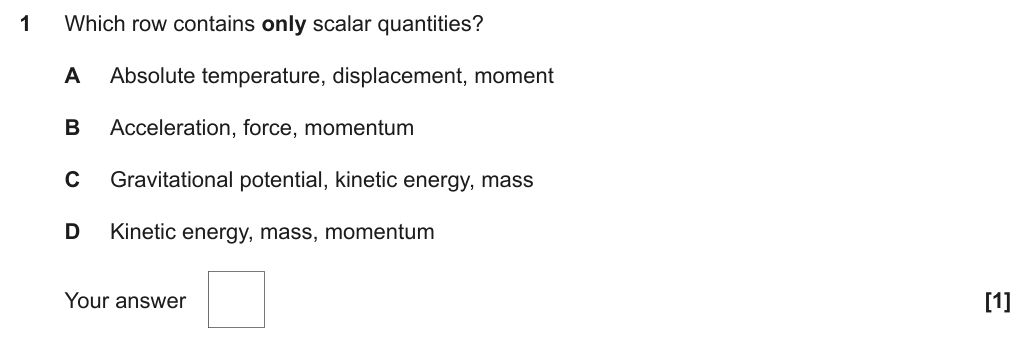 1 Which row contains only scalar quantities?
A Absolute temperature, displacement, moment
B Acceleration, force, momentum
C Gravitational potential, kinetic energy, mass
D Kinetic energy, mass, momentum
Your answer [1]